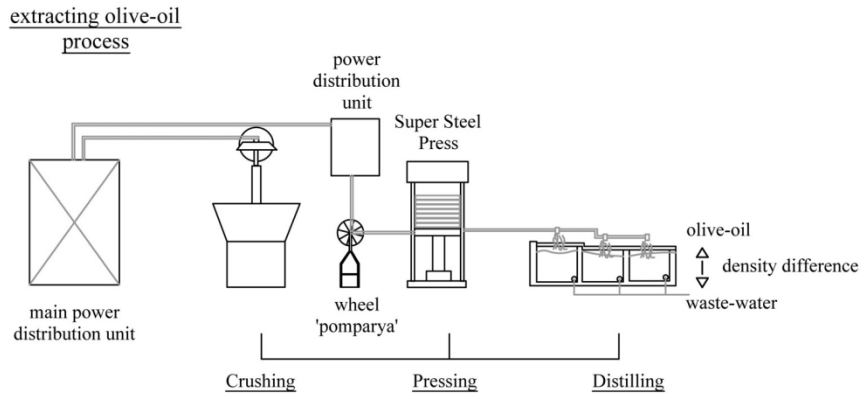 extracting olive-oil
process
power
distribution
unit
Super Steel
Press
olive-oil
density difference
waste-water
main power
distribution unit
wheel
'pomparya'
Crushing
Pressing
Distilling